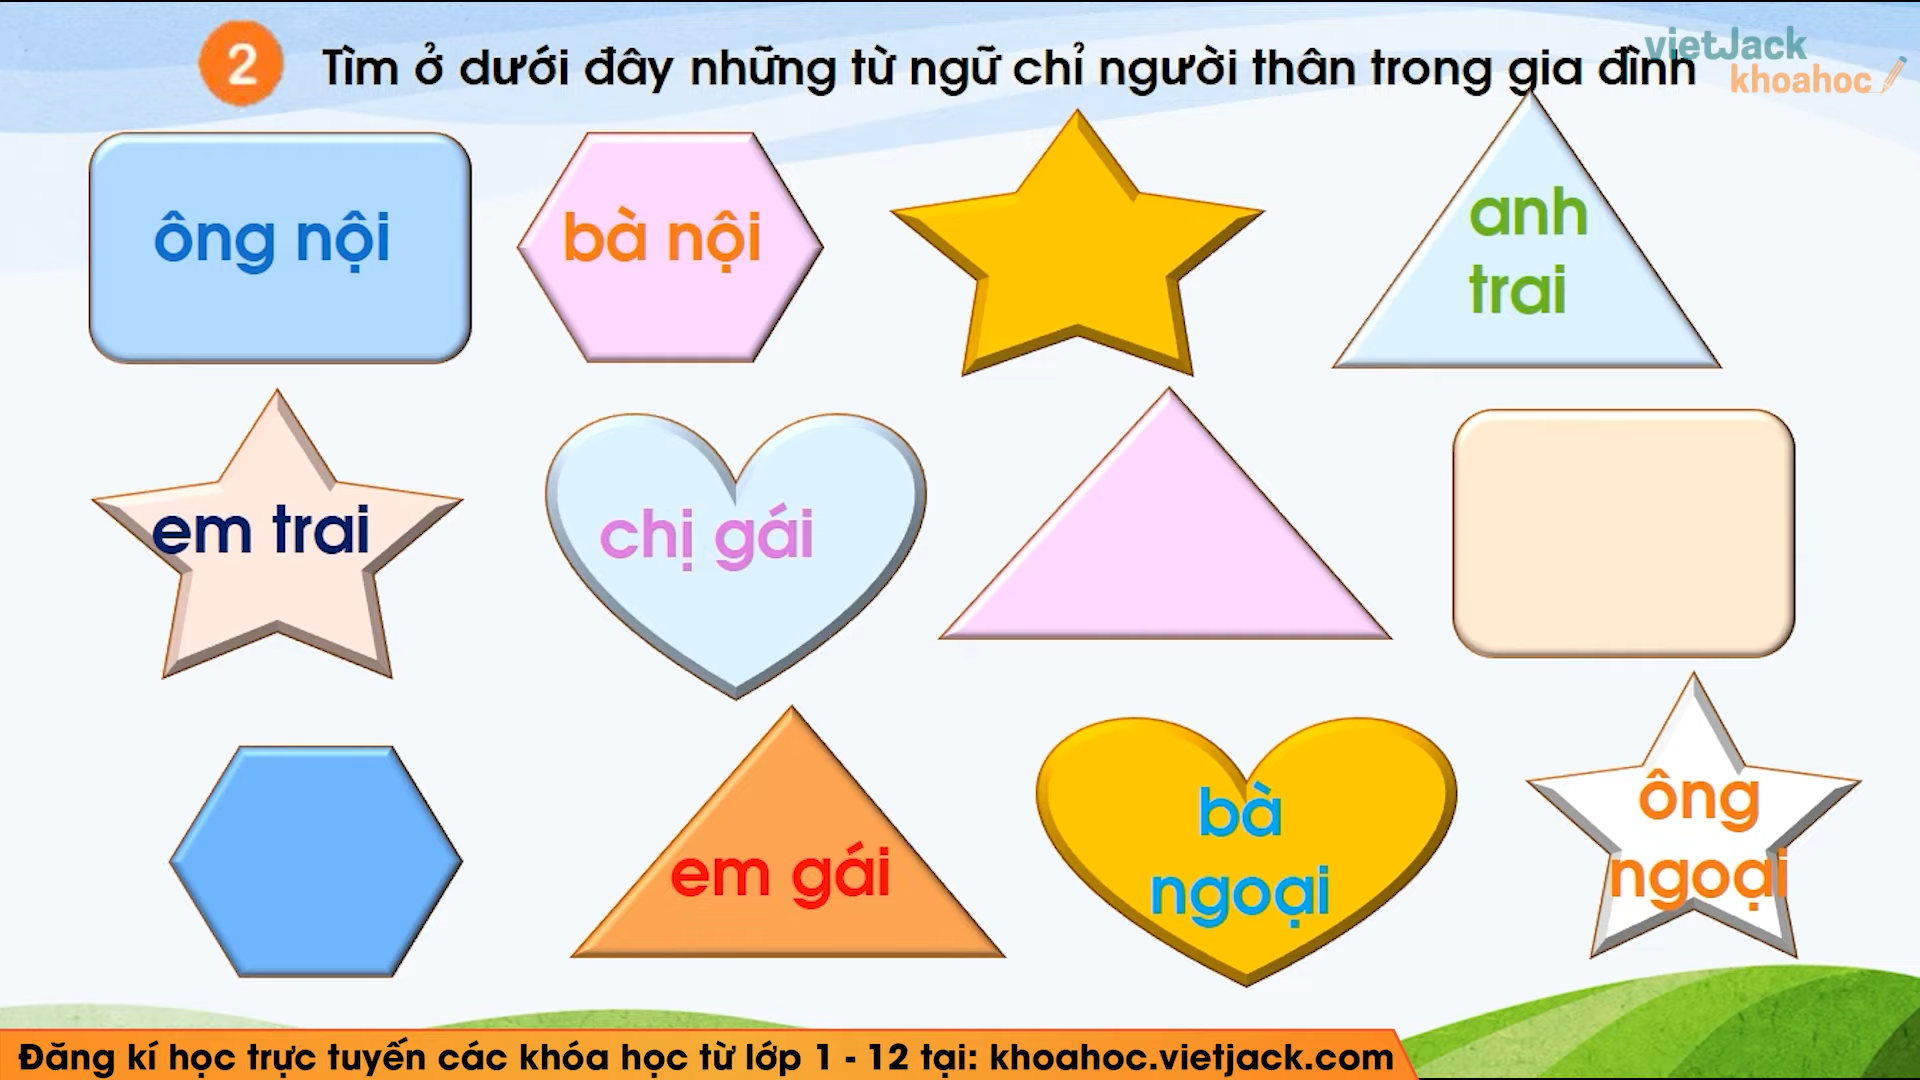 2 Tìm ở dưới đây những từ ngữ chỉ người thân trong gia đình
vietJack
khoahoc
ông nội
bà nội
anh
trai
em trai
chị gái
em gái
bà
ngoại
ông
ngoại
Đăng kí học trực tuyến các khóa học từ lớp 1 - 12 tại: khoahoc.vietjack.com